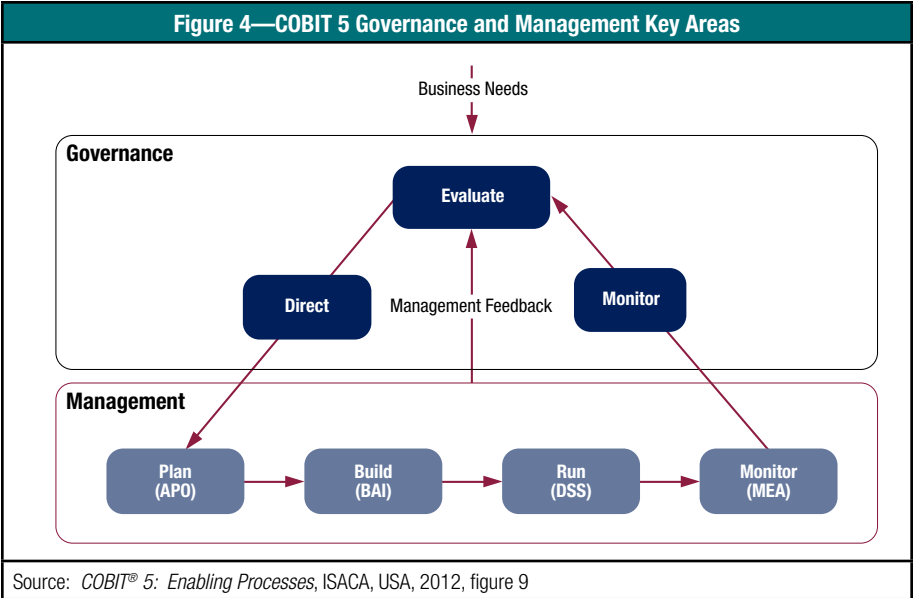 Figure 4—COBIT 5 Governance and Management Key Areas
Business Needs
Governance
Evaluate
Direct
Management Feedback
Monitor
Management
Plan
(APO)
Build
(BAI)
Run
(DSS)
Monitor
(MEA)
Source: COBIT® 5: Enabling Processes, ISACA, USA, 2012, figure 9